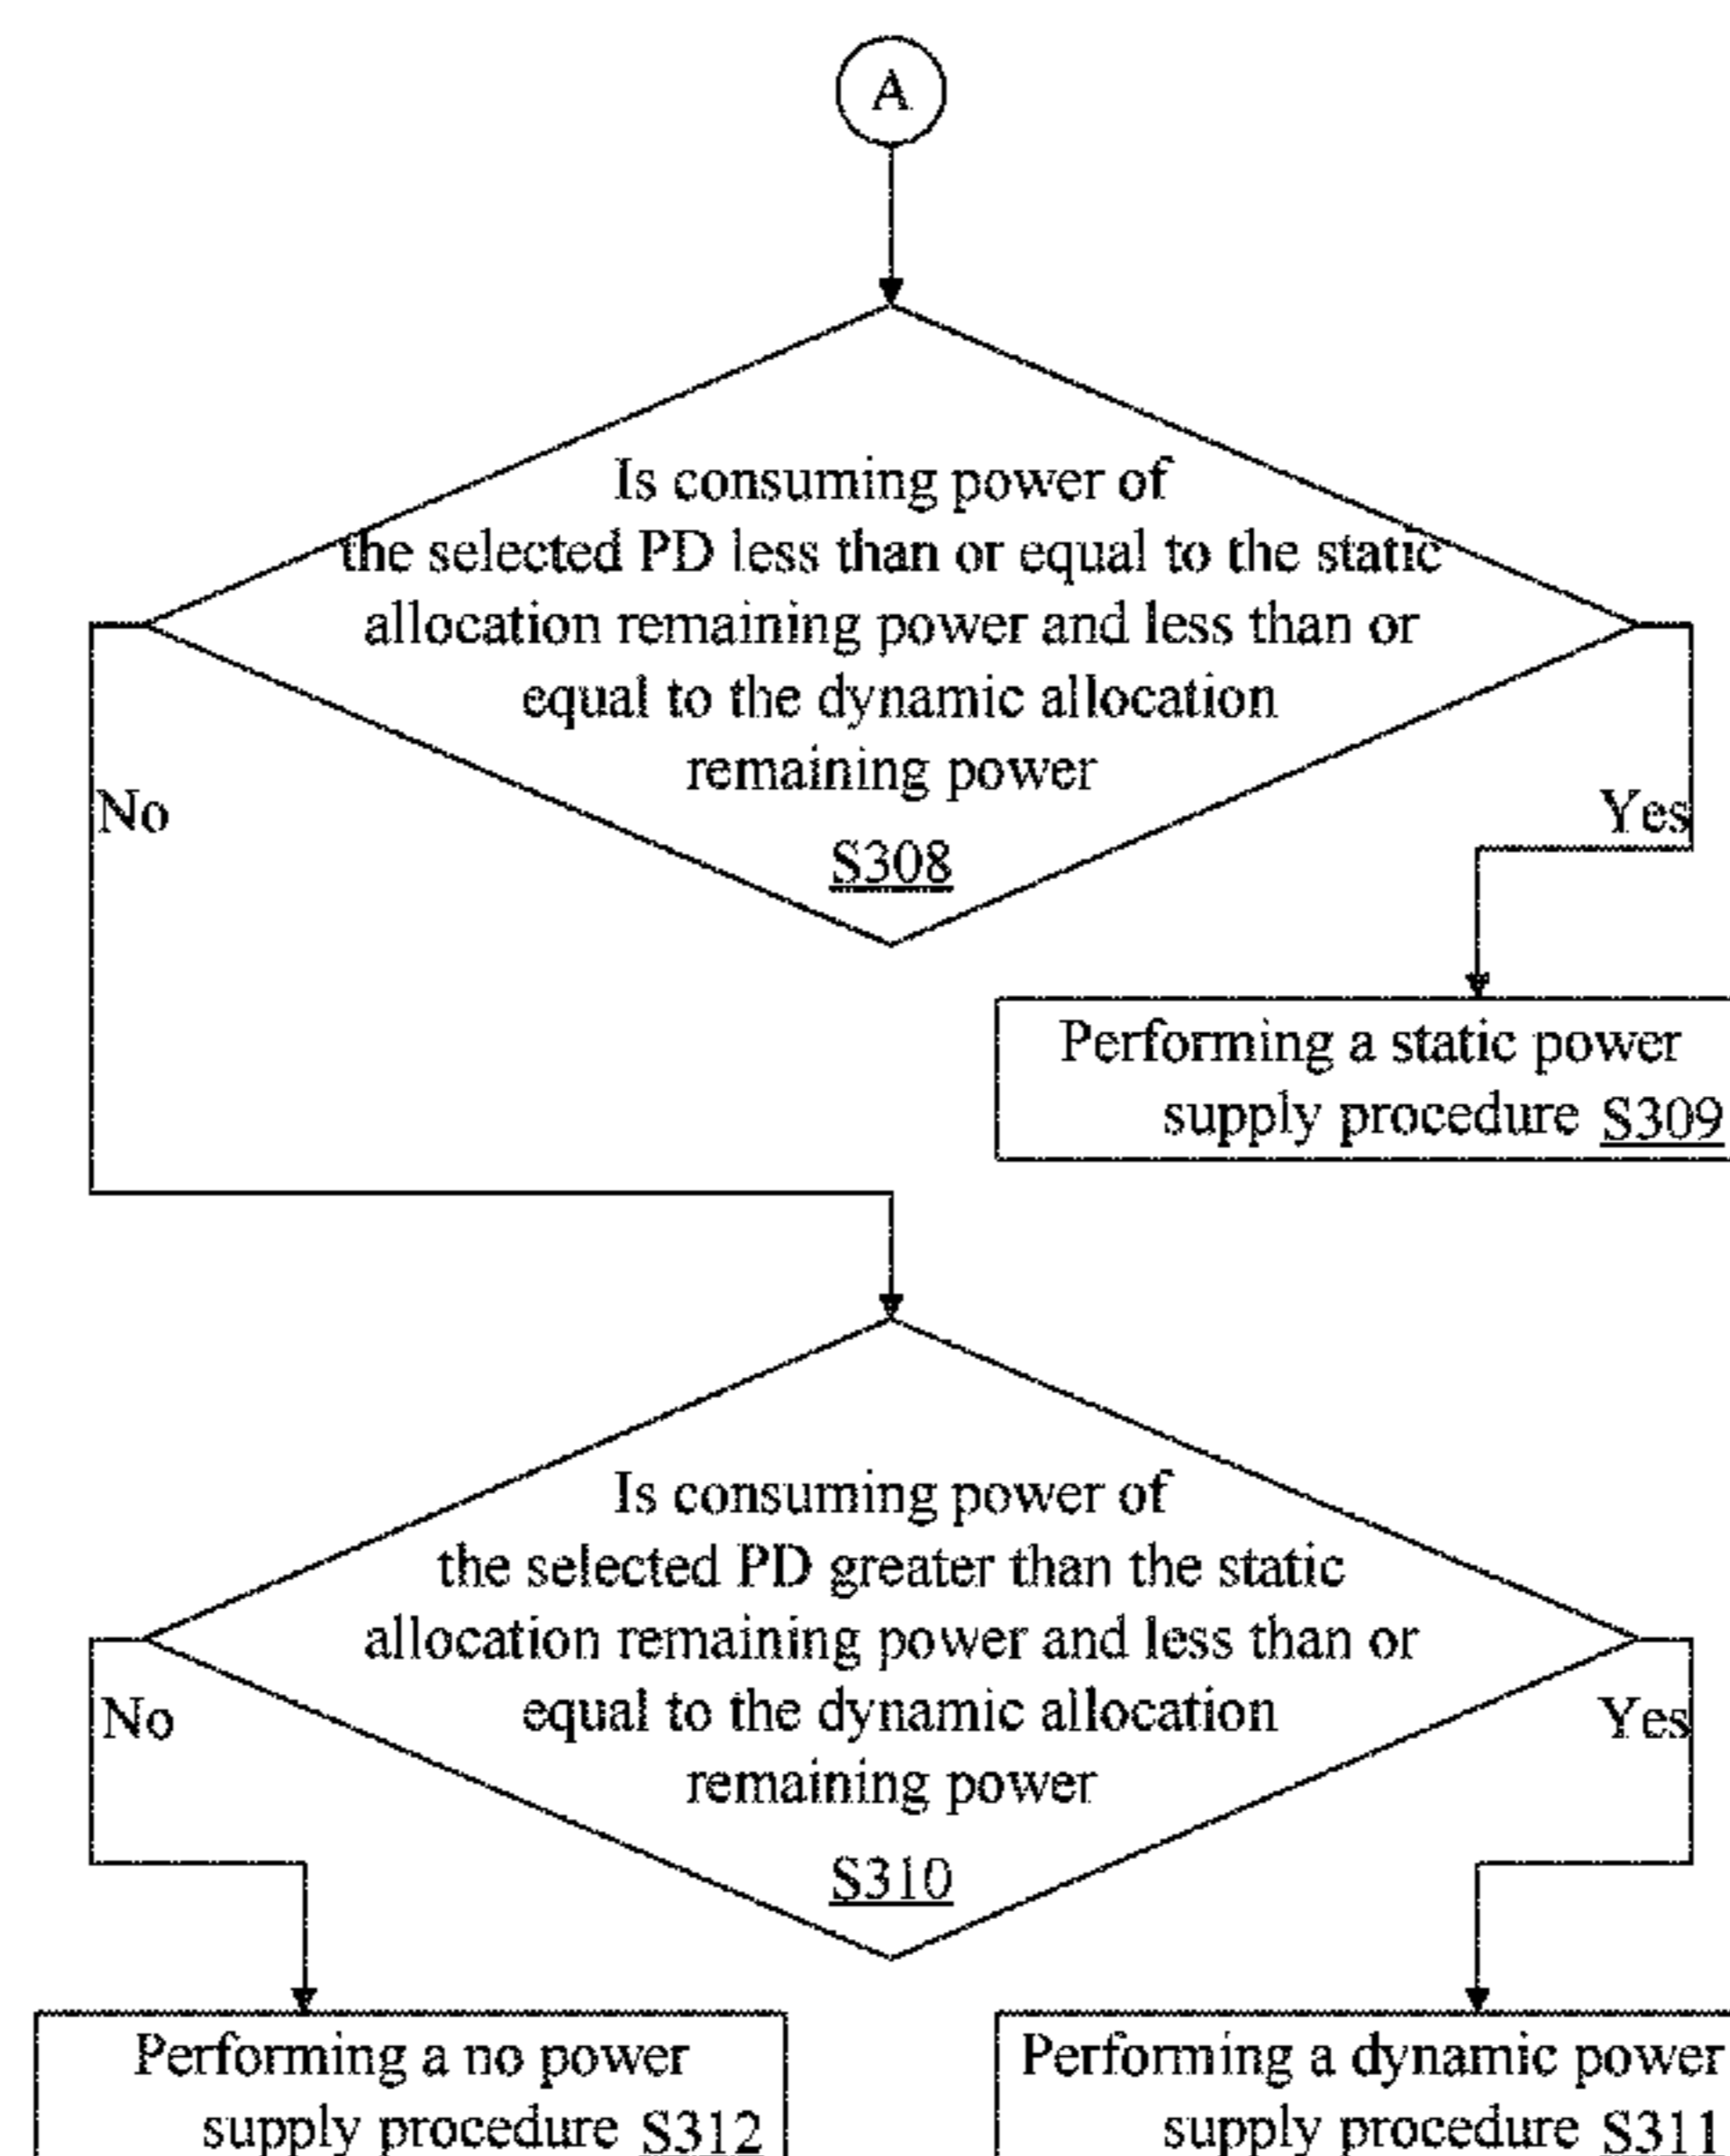 A
Is consuming power of
the selected PD less than or equal to the static
allocation remaining power and less than or
equal to the dynamic allocation
remaining power
S308
No
Yes
Performing a static power
supply procedure S309
Is consuming power of
the selected PD greater than the static
allocation remaining power and less than or
equal to the dynamic allocation
remaining power
S310
No
Yes
Performing a no power
supply procedure S312
Performing a dynamic power
supply procedure S311